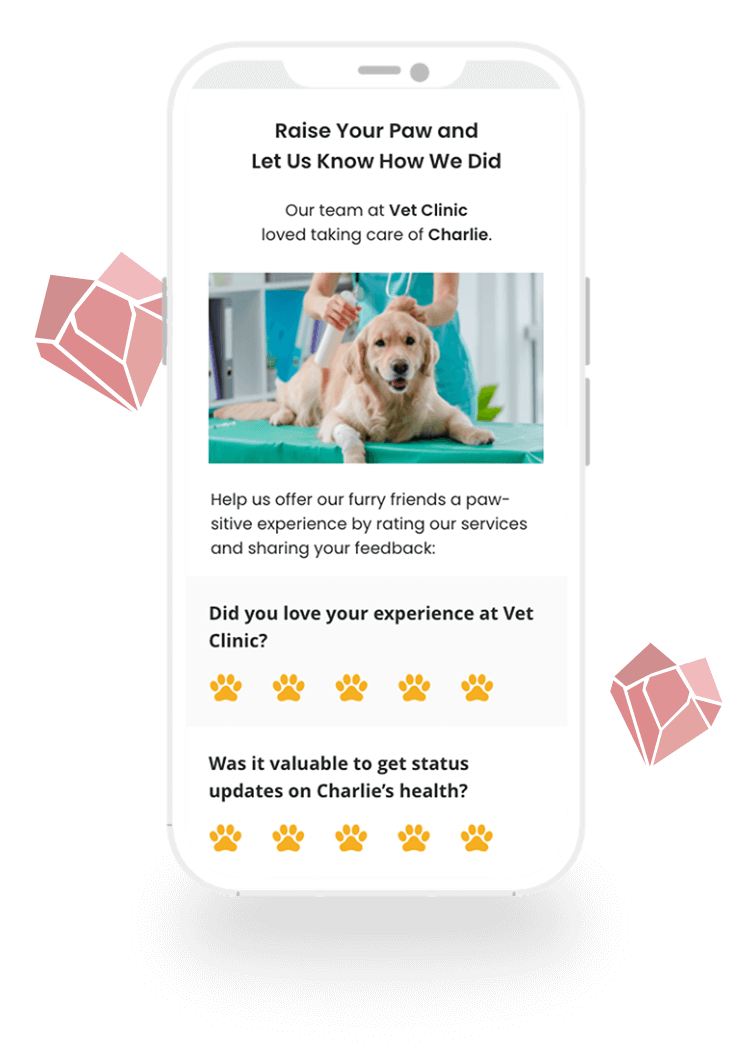 Raise Your Paw and
Let Us Know How We Did
Our team at Vet Clinic
loved taking care of Charlie.
Help us offer our furry friends a paw-
sitive experience by rating our services
and sharing your feedback:
Did you love your experience at Vet
Clinic?
Was it valuable to get status
updates on Charlie’s health?